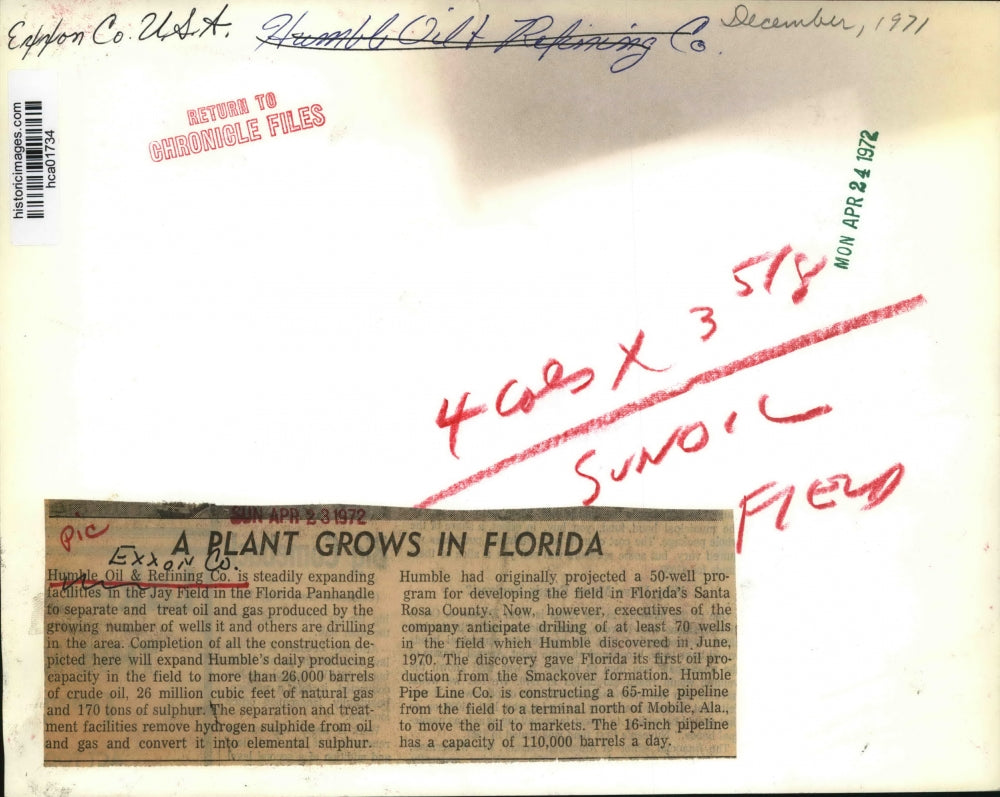 Exxon Co. U.S.A. Humble Oil & Refining Co. December, 1971
RETURN TO
CHRONICLE FILES
historicimages.com
hca01734
MON APR 24 1972
4 cols X 3 5/8
SUNOIL
FIELD
SUN APR 23 1972
pic
A PLANT GROWS IN FLORIDA
EXXON Co.
Humble Oil & Refining Co. is steadily expanding
facilities in the Jay Field in the Florida Panhandle
to separate and treat oil and gas produced by the
growing number of wells it and others are drilling
in the area. Completion of all the construction de-
picted here will expand Humble's daily producing
capacity in the field to more than 26,000 barrels
of crude oil, 26 million cubic feet of natural gas
and 170 tons of sulphur. The separation and treat-
ment facilities remove hydrogen sulphide from oil
and gas and convert it into elemental sulphur.
Humble had originally projected a 50-well pro-
gram for developing the field in Florida's Santa
Rosa County. Now, however, executives of the
company anticipate drilling of at least 70 wells
in the field which Humble discovered in June,
1970. The discovery gave Florida its first oil pro-
duction from the Smackover formation. Humble
Pipe Line Co. is constructing a 65-mile pipeline
from the field to a terminal north of Mobile, Ala.,
to move the oil to markets. The 16-inch pipeline
has a capacity of 110,000 barrels a day.